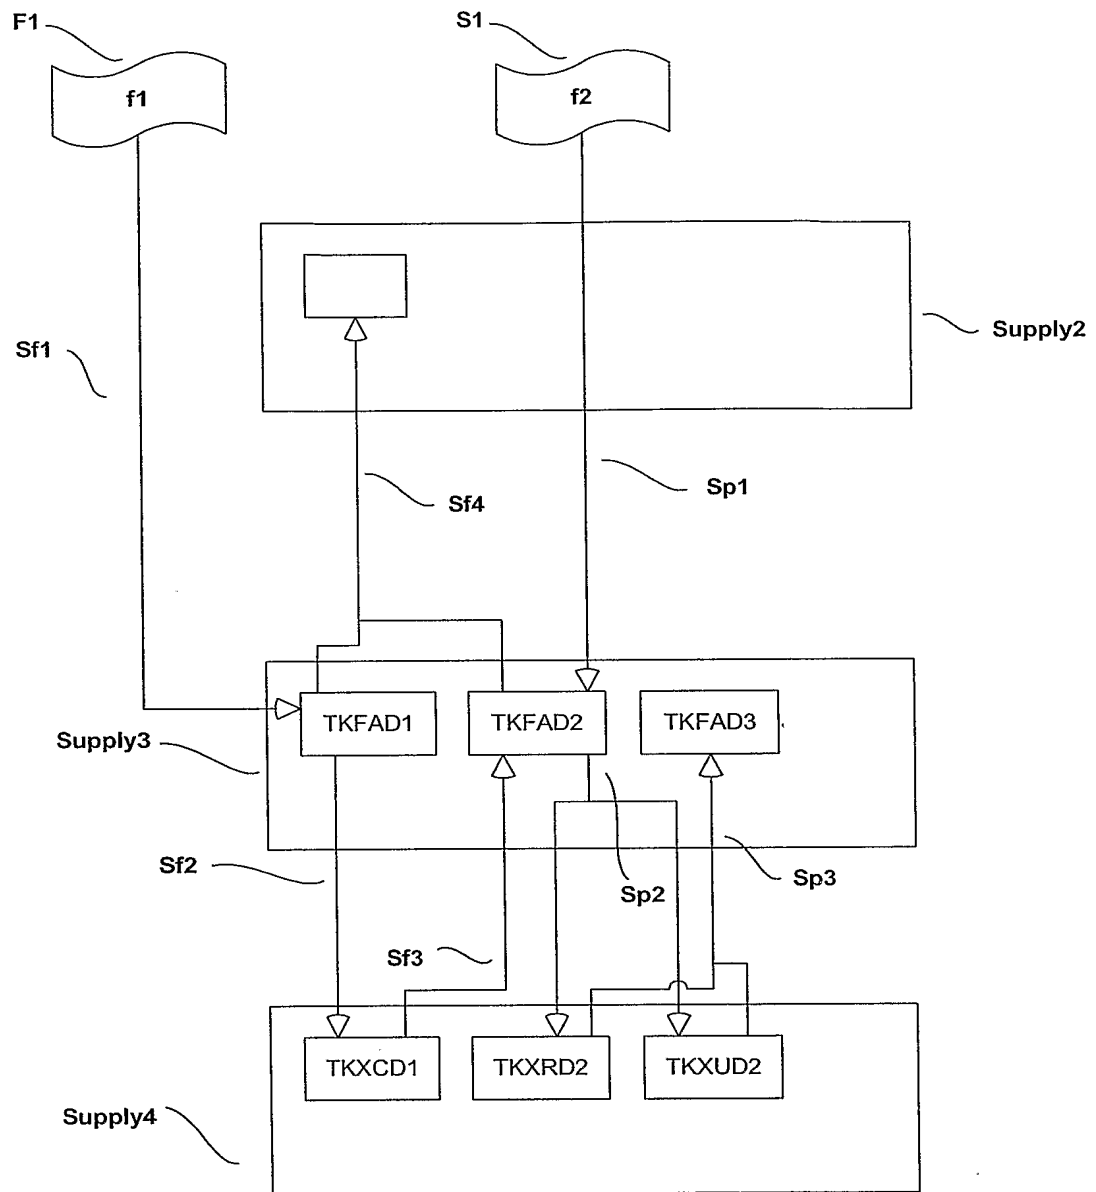 F1
S1
f1
f2
Supply2
Sf1
Sp1
Sf4
TKFAD1
TKFAD2
TKFAD3
Supply3
Sf2
Sp2
Sp3
Sf3
TKXCD1
TKXRD2
TKXUD2
Supply4